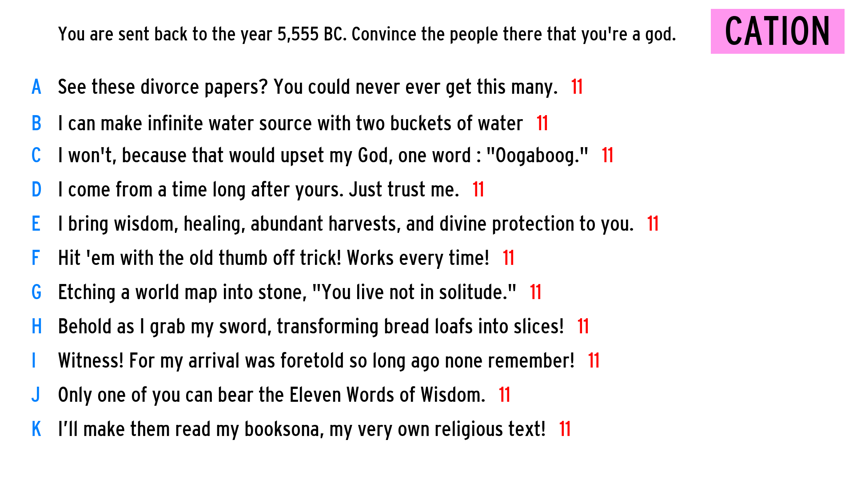 You are sent back to the year 5,555 BC. Convince the people there that you're a god.
CATION
A See these divorce papers? You could never ever get this many. 11
B I can make infinite water source with two buckets of water 11
C I won't, because that would upset my God, one word : "Oogaboog." 11
D I come from a time long after yours. Just trust me. 11
E I bring wisdom, healing, abundant harvests, and divine protection to you. 11
F Hit 'em with the old thumb off trick! Works every time! 11
G Etching a world map into stone, "You live not in solitude." 11
H Behold as I grab my sword, transforming bread loafs into slices! 11
I Witness! For my arrival was foretold so long ago none remember! 11
J Only one of you can bear the Eleven Words of Wisdom. 11
K I’ll make them read my booksona, my very own religious text! 11